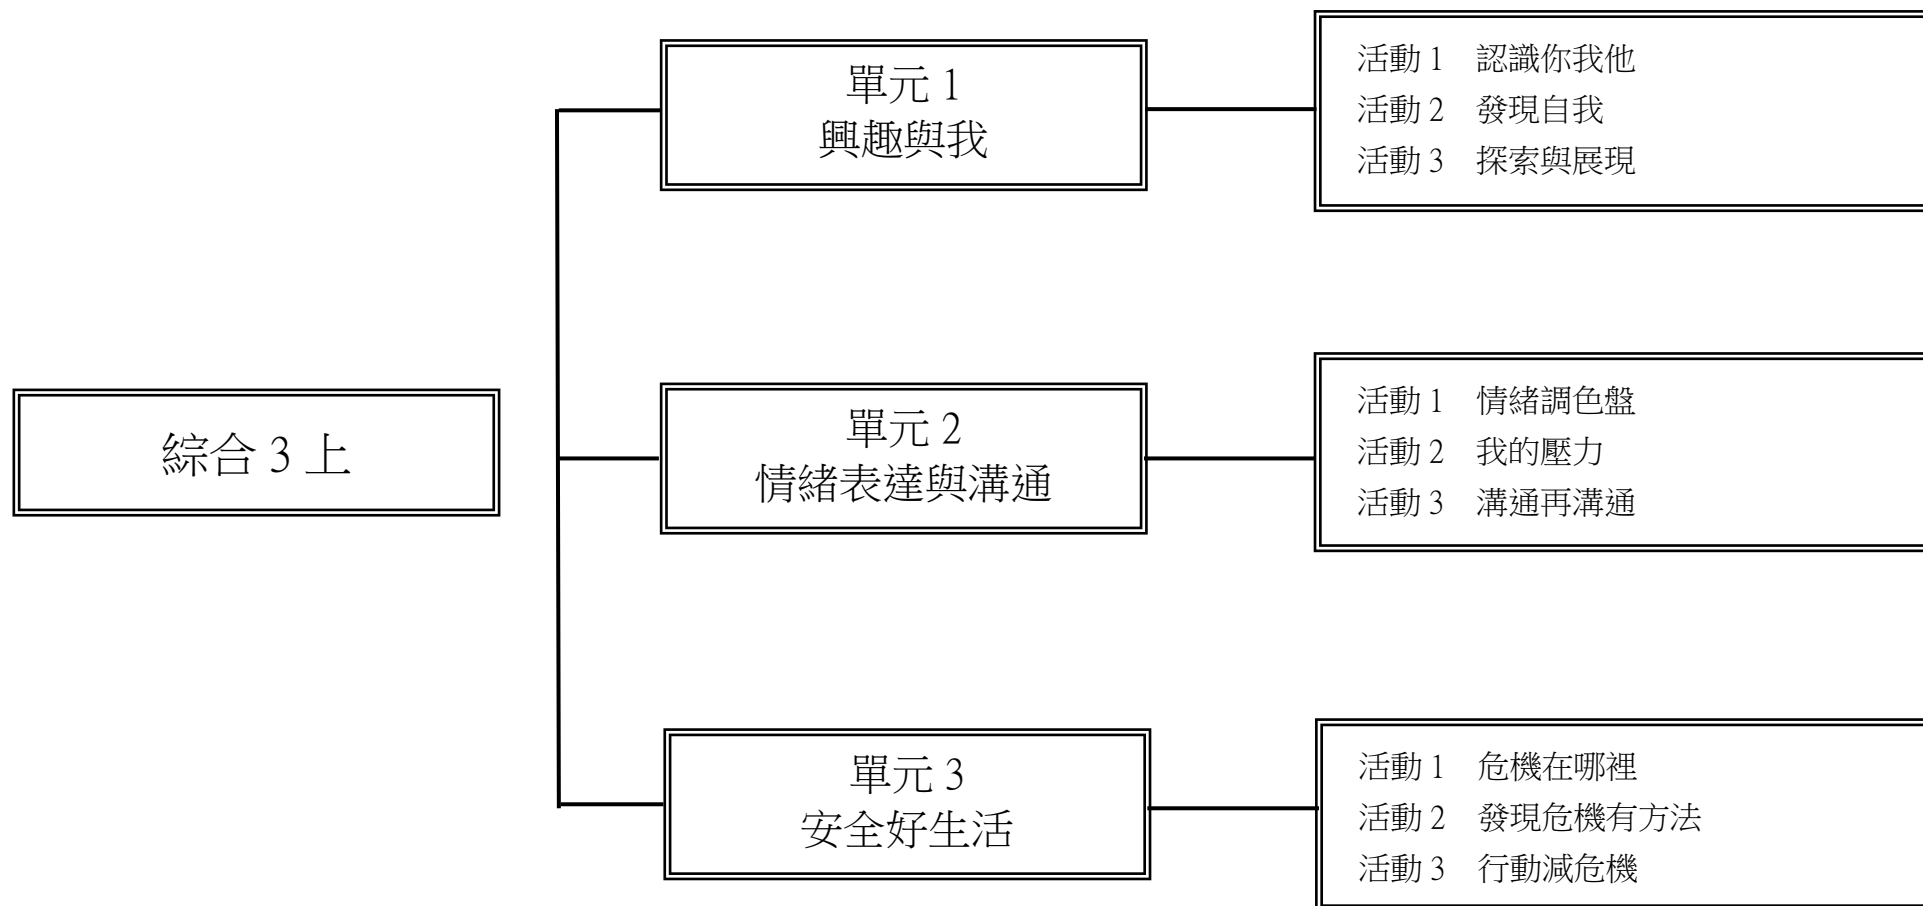 綜合 3 上
單元 1
興趣與我
活動 1 認識你我他
活動 2 發現自我
活動 3 探索與展現
單元 2
情緒表達與溝通
活動 1 情緒調色盤
活動 2 我的壓力
活動 3 溝通再溝通
單元 3
安全好生活
活動 1 危機在哪裡
活動 2 發現危機有方法
活動 3 行動減危機